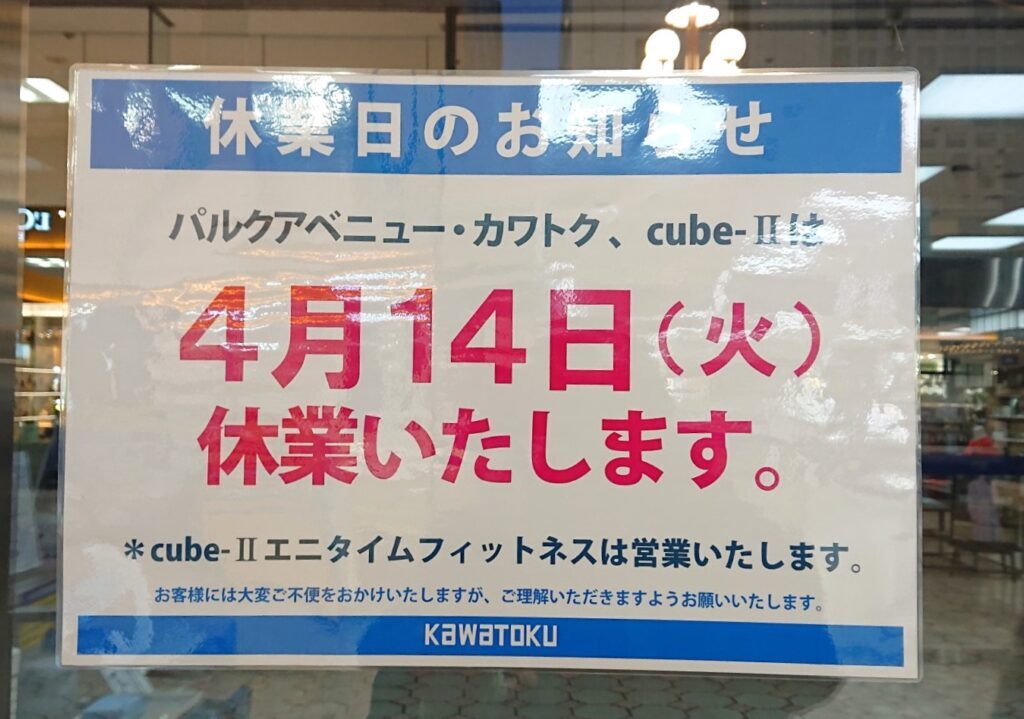 休業日のお知らせ
パルクアベニュー・カワトク、cube-Ⅱは
4月14日(火)
休業いたします。
＊cube-Ⅱエニタイムフィットネスは営業いたします。
お客様には大変ご不便をおかけいたしますが、ご理解いただきますようお願いいたします。
KAWATOKU